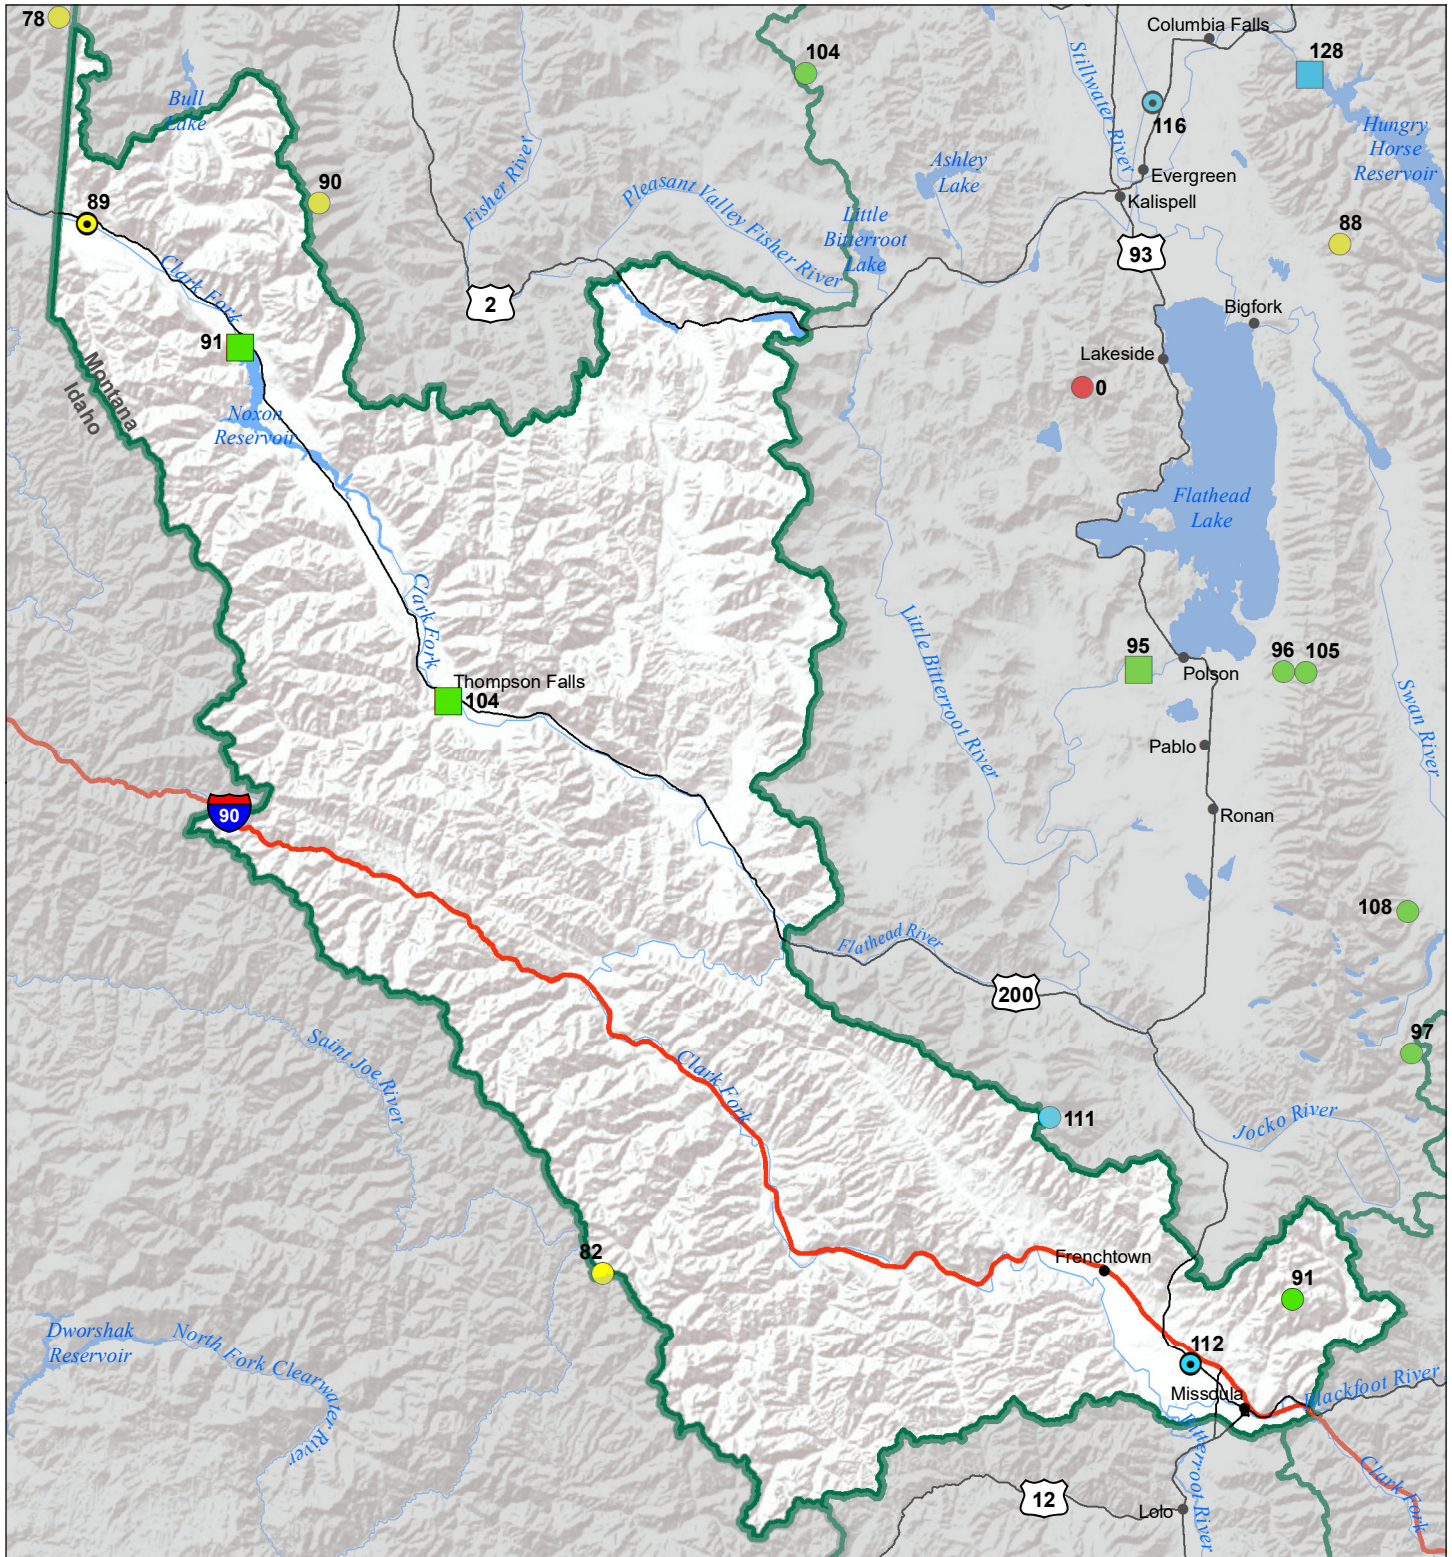 78
Columbia Falls
104
128
Stillwater River
116
Bull
Lake
Hungry
Horse
Reservoir
Fisher River
Ashley
Lake
Evergreen
90
Pleasant Valley Fisher River
Kalispell
89
Little
Bitterroot
Lake
88
93
Clark Fork
2
Bigfork
91
Lakeside
Montana
Idaho
0
Noxon
Reservoir
Flathead
Lake
Clark Fork
Little Bitterroot River
95
96
105
Polson
Thompson Falls
104
Swan River
Pablo
90
Ronan
108
Flathead River
200
Saint Joe River
97
Clark Fork
111
Jocko River
82
Frenchtown
91
Dworshak
Reservoir
North Fork Clearwater
River
112
Missoula
Blackfoot River
Bitterroot River
Clark Fork
12
Lolo